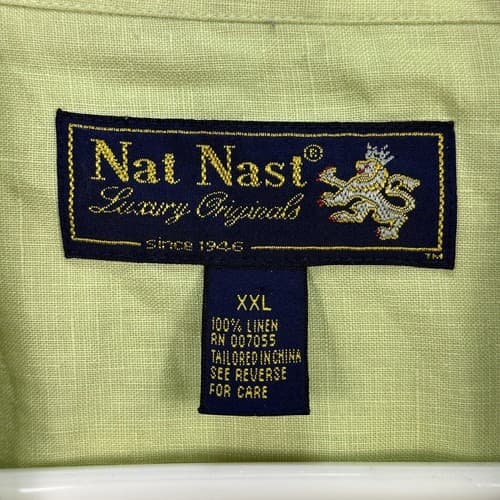 Nat Nast®
Luxury Originals
since 1946
TM
XXL
100% LINEN
RN 007055
TAILORED IN CHINA
SEE REVERSE
FOR CARE